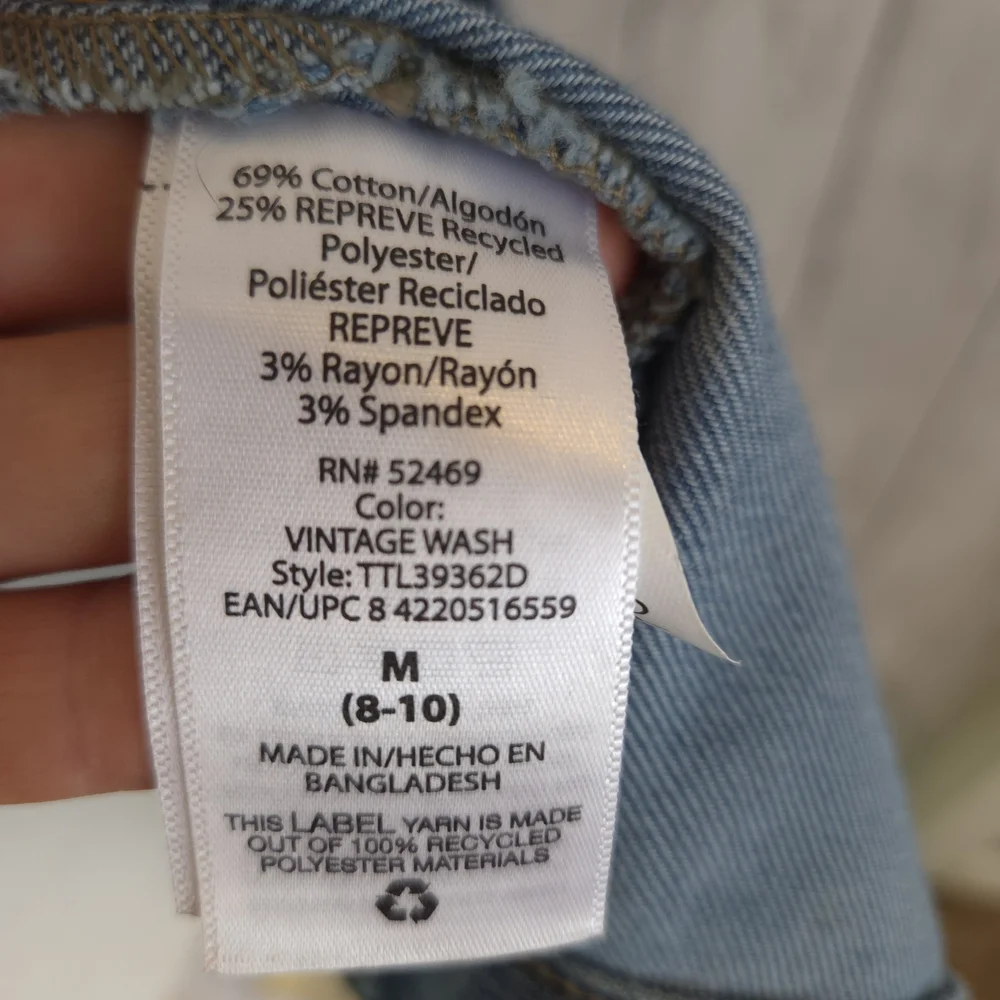 69% Cotton/Algodón
25% REPREVE Recycled
Polyester/
Poliéster Reciclado
REPREVE
3% Rayon/Rayón
3% Spandex
RN# 52469
Color:
VINTAGE WASH
Style: TTL39362D
EAN/UPC 8 4220516559
M
(8-10)
MADE IN/HECHO EN
BANGLADESH
THIS LABEL YARN IS MADE
OUT OF 100% RECYCLED
POLYESTER MATERIALS